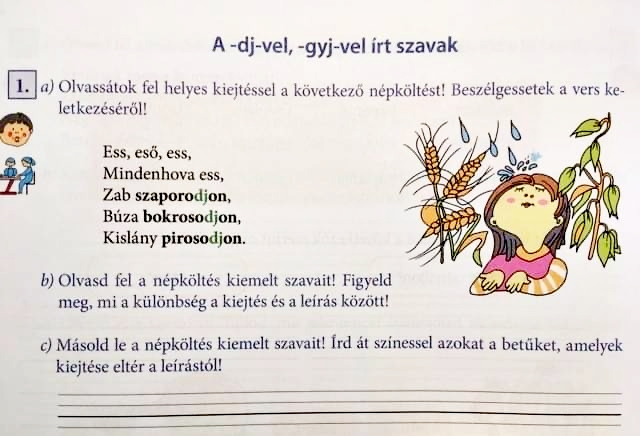 A -dj-vel, -gyj-vel írt szavak
1. a) Olvassátok fel helyes kiejtéssel a következő népköltést! Beszélgessetek a vers ke-
letkezéséről!
Ess, eső, ess,
Mindenhova ess,
Zab szaporodjon,
Búza bokrosodjon,
Kislány pirosodjon.
b) Olvasd fel a népköltés kiemelt szavait! Figyeld
meg, mi a különbség a kiejtés és a leírás között!
c) Másold le a népköltés kiemelt szavait! Írd át színessel azokat a betűket, amelyek
kiejtése eltér a leírástól!